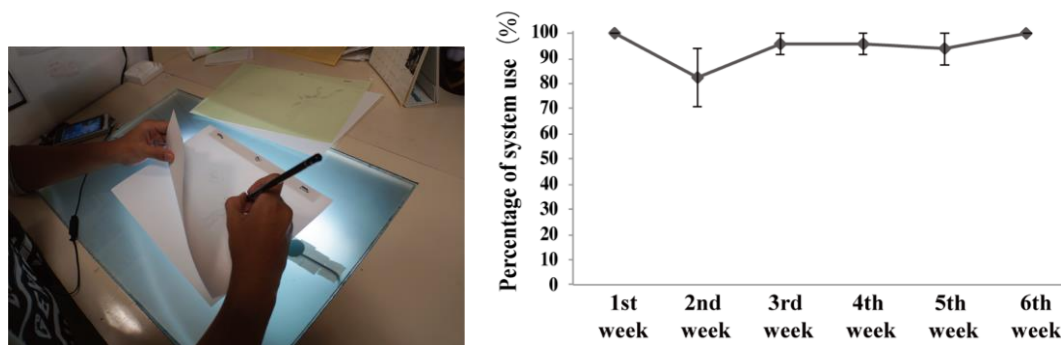 Percentage of system use (%)
100
90
80
70
60
50
40
30
20
10
0
1st week
2nd week
3rd week
4th week
5th week
6th week